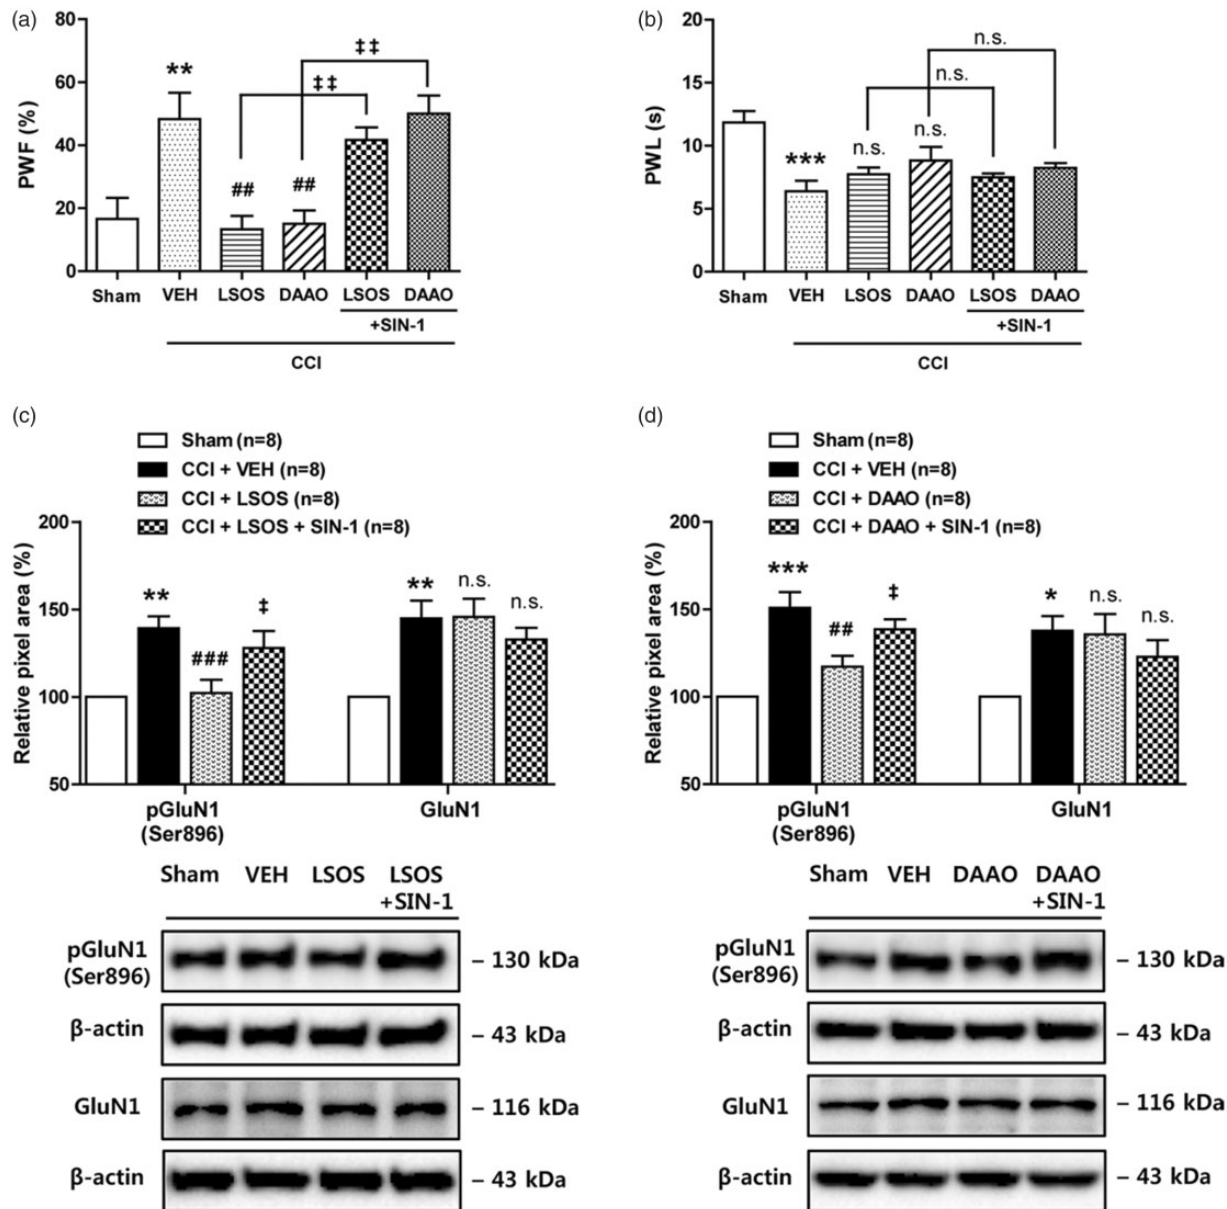 (a)
80
60
40
20
0
PWF (%)
**
##
##
‡‡
‡‡
Sham VEH LSOS DAAO LSOS DAAO
+SIN-1
CCI
(b)
20
15
10
5
0
PWL (s)
***
n.s.
n.s.
n.s.
n.s.
Sham VEH LSOS DAAO LSOS DAAO
+SIN-1
CCI
(c)
Sham (n=8)
CCI + VEH (n=8)
CCI + LSOS (n=8)
CCI + LSOS + SIN-1 (n=8)
200
150
100
50
Relative pixel area (%)
**
###
‡
**
n.s.
n.s.
pGluN1
(Ser896)
GluN1
Sham VEH LSOS LSOS
+SIN-1
pGluN1
(Ser896)
– 130 kDa
β-actin
– 43 kDa
GluN1
– 116 kDa
β-actin
– 43 kDa
(d)
Sham (n=8)
CCI + VEH (n=8)
CCI + DAAO (n=8)
CCI + DAAO + SIN-1 (n=8)
200
150
100
50
Relative pixel area (%)
***
##
‡
*
n.s.
n.s.
pGluN1
(Ser896)
GluN1
Sham VEH DAAO DAAO
+SIN-1
pGluN1
(Ser896)
– 130 kDa
β-actin
– 43 kDa
GluN1
– 116 kDa
β-actin
– 43 kDa